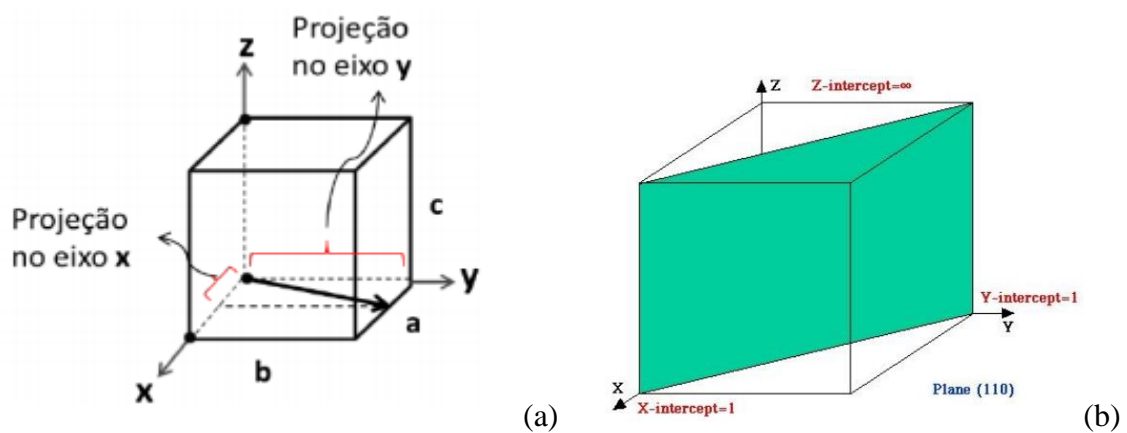 Projeção
no eixo y
z
Projeção
no eixo x
c
y
a
b
x
(a)
Z
Z-intercept=∞
Y-intercept=1
Y
X
X-intercept=1
Plane (110)
(b)